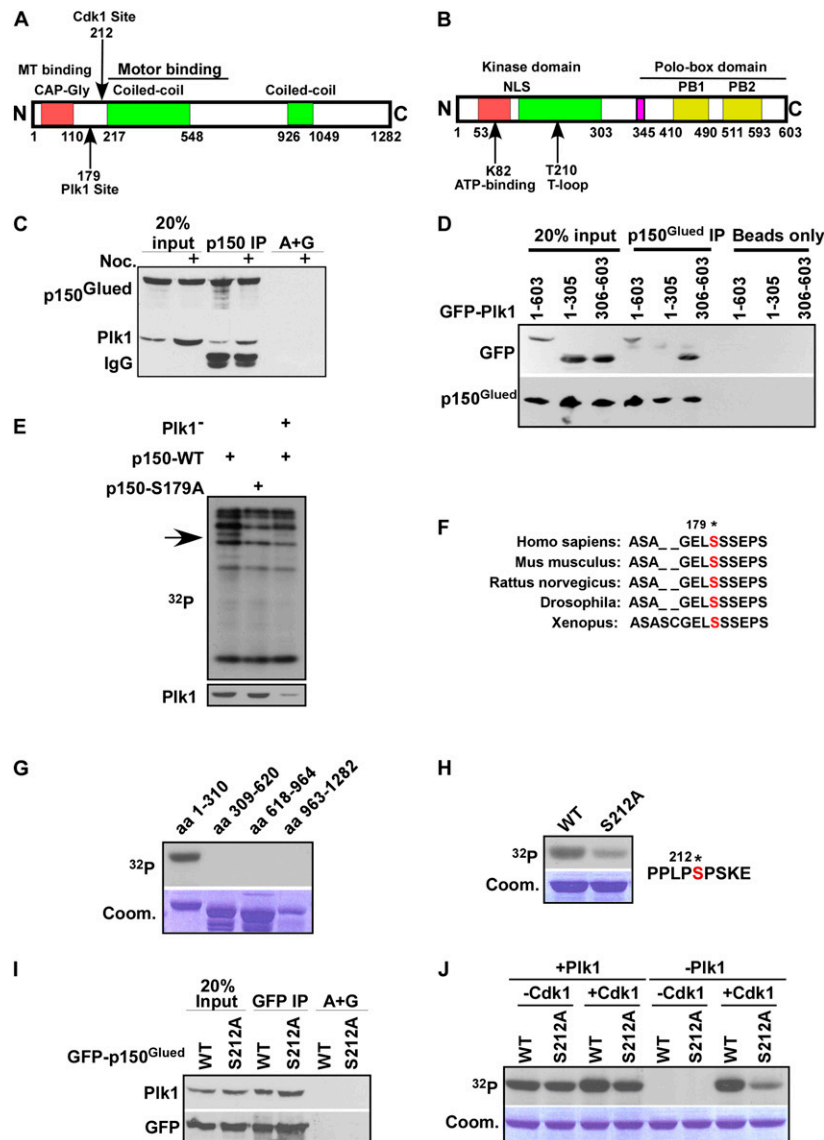 A
Cdk1 Site
212
MT binding
Motor binding
CAP-Gly
Coiled-coil
Coiled-coil
N
C
1
110
217
548
926
1049
1282
179
Plk1 Site
B
Kinase domain
Polo-box domain
NLS
PB1
PB2
N
C
1
53
303
345
410
490
511
593
603
K82
T210
ATP-binding
T-loop
C
20%
input
p150 IP
A+G
Noc.
+
+
+
p150Glued
Plk1
IgG
D
20% input
p150Glued IP
Beads only
1-603
1-305
306-603
1-603
1-305
306-603
1-603
1-305
306-603
GFP-Plk1
GFP
p150Glued
E
Plk1-
+
p150-WT
+
+
p150-S179A
+
32P
Plk1
F
179 *
Homo sapiens: ASA_ _GELSSSEPS
Mus musculus: ASA_ _GELSSSEPS
Rattus norvegicus: ASA_ _GELSSSEPS
Drosophila: ASA_ _GELSSSEPS
Xenopus: ASASCGELSSSEPS
G
aa 1-310
aa 309-620
aa 618-964
aa 963-1282
32P
Coom.
H
WT
S212A
32P
Coom.
212 *
PPLPSPSKE
I
20%
Input
GFP IP
A+G
GFP-p150Glued
WT
S212A
WT
S212A
WT
S212A
Plk1
GFP
J
+Plk1
-Plk1
-Cdk1
+Cdk1
-Cdk1
+Cdk1
WT
S212A
WT
S212A
WT
S212A
WT
S212A
32P
Coom.